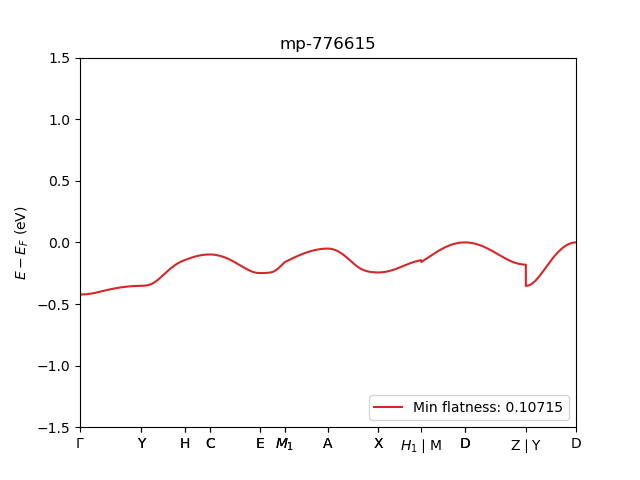 mp-776615
1.5
1.0
0.5
0.0
−0.5
−1.0
−1.5
E − E_F (eV)
Min flatness: 0.10715
Γ Y H C E M_1 A X H_1 | M D Z | Y D